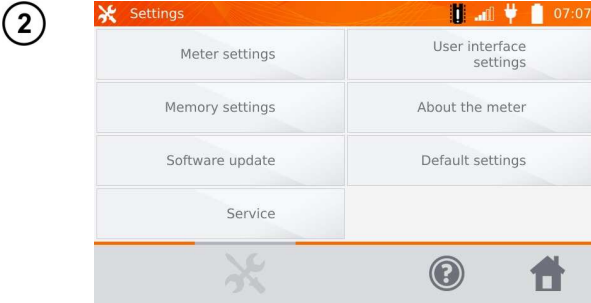 2
Settings
07:07
Meter settings
User interface
settings
Memory settings
About the meter
Software update
Default settings
Service
?